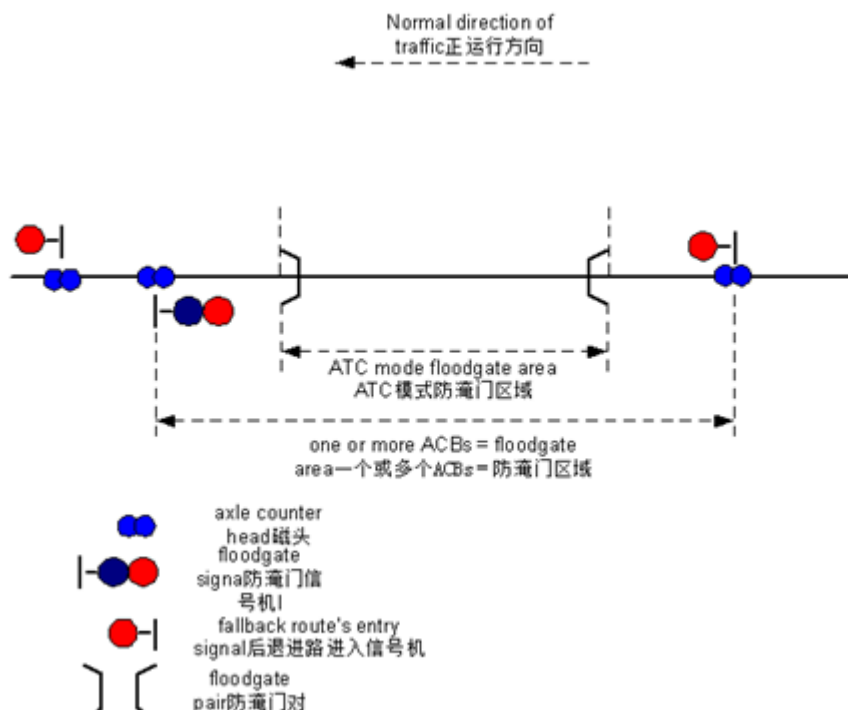 Normal direction of
traffic正运行方向
ATC mode floodgate area
ATC模式防淹门区域
one or more ACBs = floodgate
area一个或多个ACBs=防淹门区域
axle counter
head磁头
floodgate
signa防淹门信
号机l
fallback route's entry
signal后退进路进入信号机
floodgate
pair防淹门对